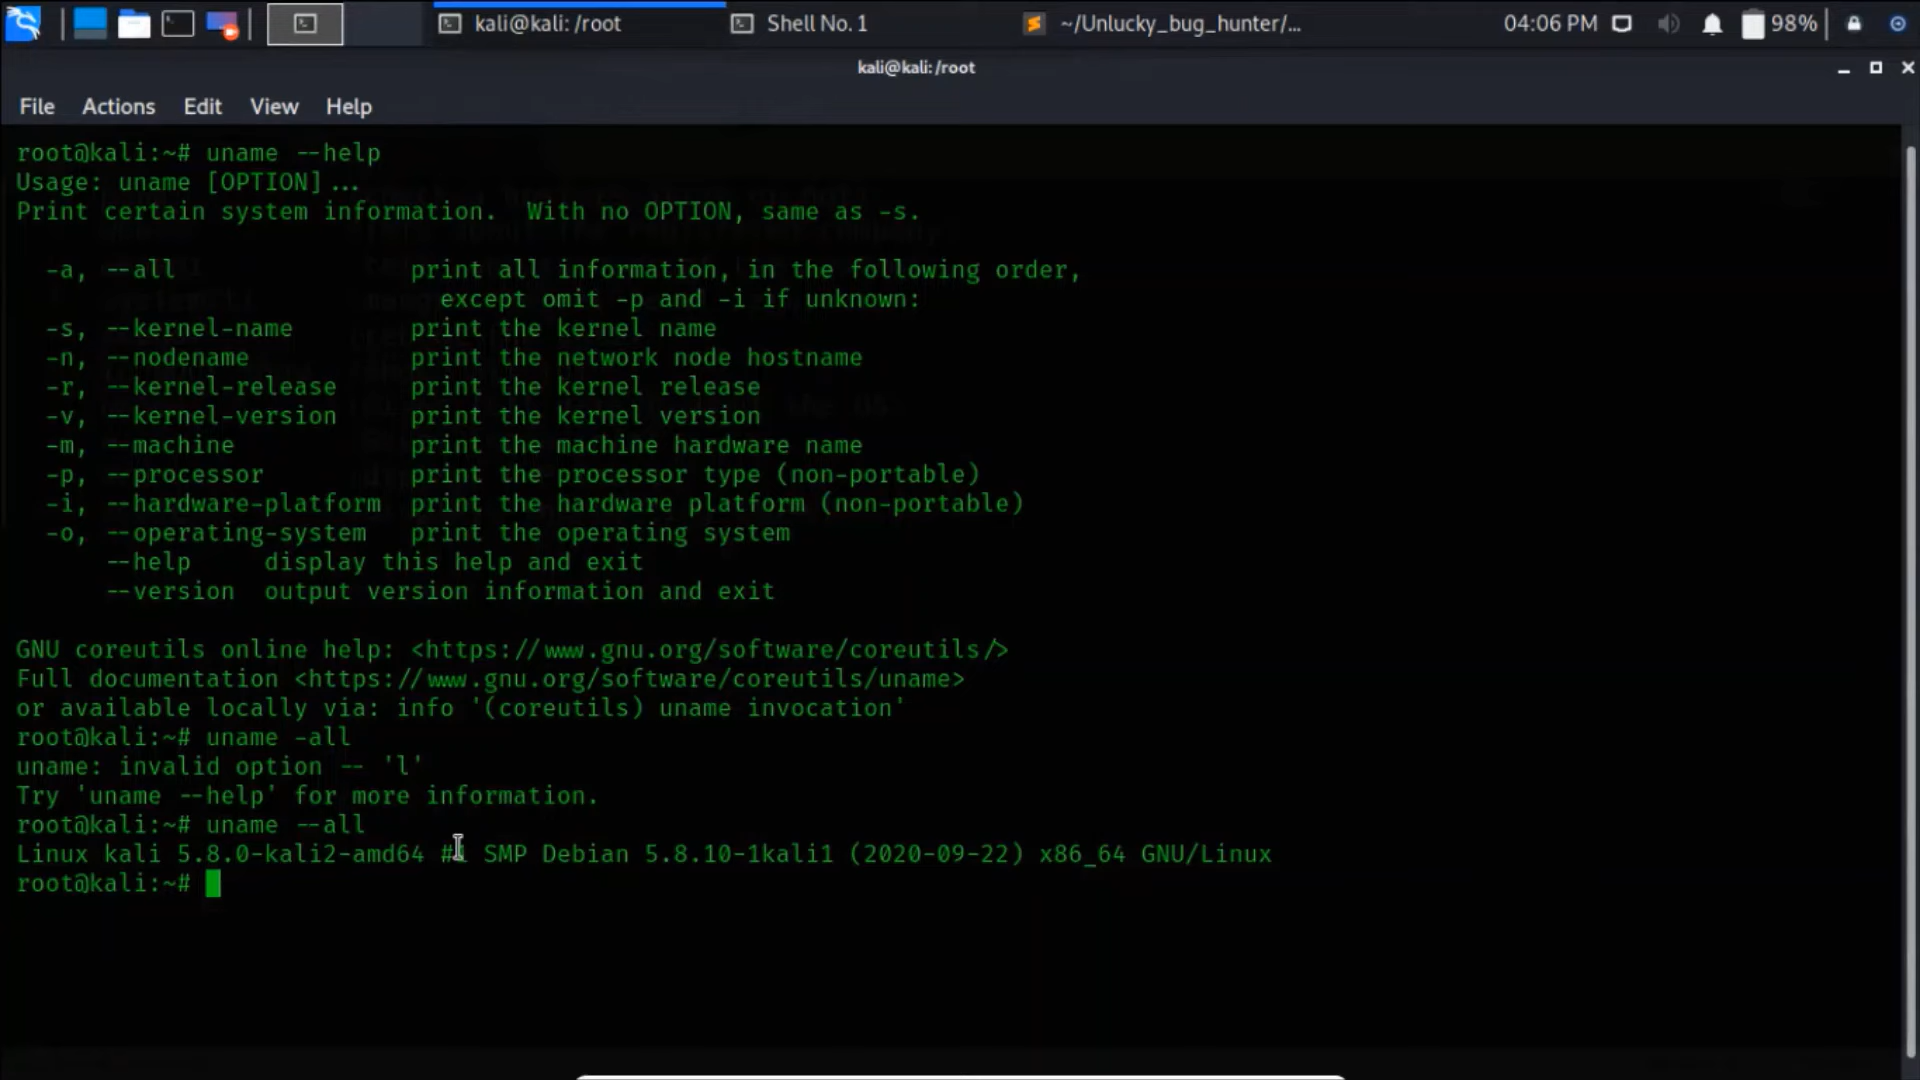 kali@kali: /root
Shell No. 1
~/Unlucky_bug_hunter/...
04:06 PM
98%
kali@kali: /root
File Actions Edit View Help
root@kali:~# uname --help
Usage: uname [OPTION]...
Print certain system information.  With no OPTION, same as -s.
-a, --all print all information, in the following order,
except omit -p and -i if unknown:
-s, --kernel-name print the kernel name
-n, --nodename print the network node hostname
-r, --kernel-release print the kernel release
-v, --kernel-version print the kernel version
-m, --machine print the machine hardware name
-p, --processor print the processor type (non-portable)
-i, --hardware-platform print the hardware platform (non-portable)
-o, --operating-system print the operating system
--help display this help and exit
--version output version information and exit
GNU coreutils online help: <https://www.gnu.org/software/coreutils/>
Full documentation <https://www.gnu.org/software/coreutils/uname>
or available locally via: info '(coreutils) uname invocation'
root@kali:~# uname -all
uname: invalid option -- 'l'
Try 'uname --help' for more information.
root@kali:~# uname --all
Linux kali 5.8.0-kali2-amd64 #1 SMP Debian 5.8.10-1kali1 (2020-09-22) x86_64 GNU/Linux
root@kali:~#